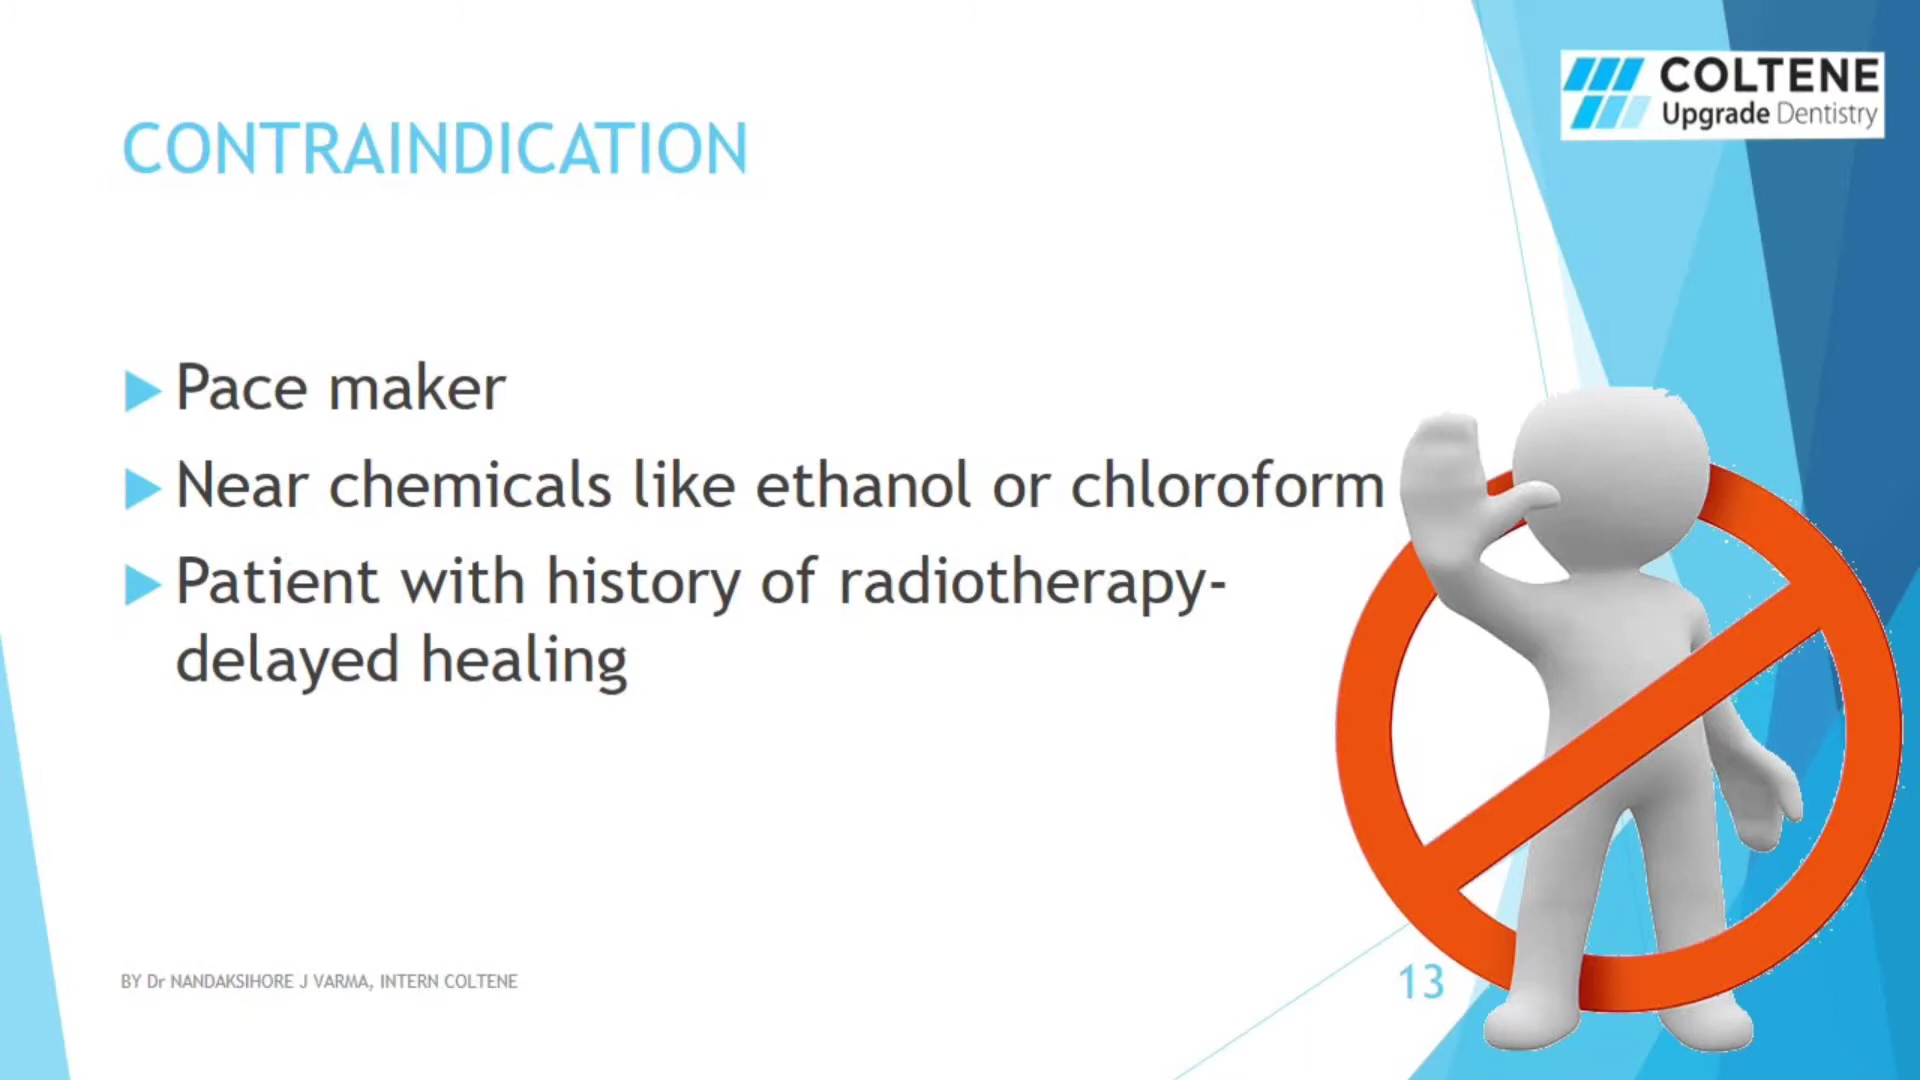 COLTENE
Upgrade Dentistry
CONTRAINDICATION
Pace maker
Near chemicals like ethanol or chloroform
Patient with history of radiotherapy-
delayed healing
BY Dr NANDAKSIHORE J VARMA, INTERN COLTENE
13